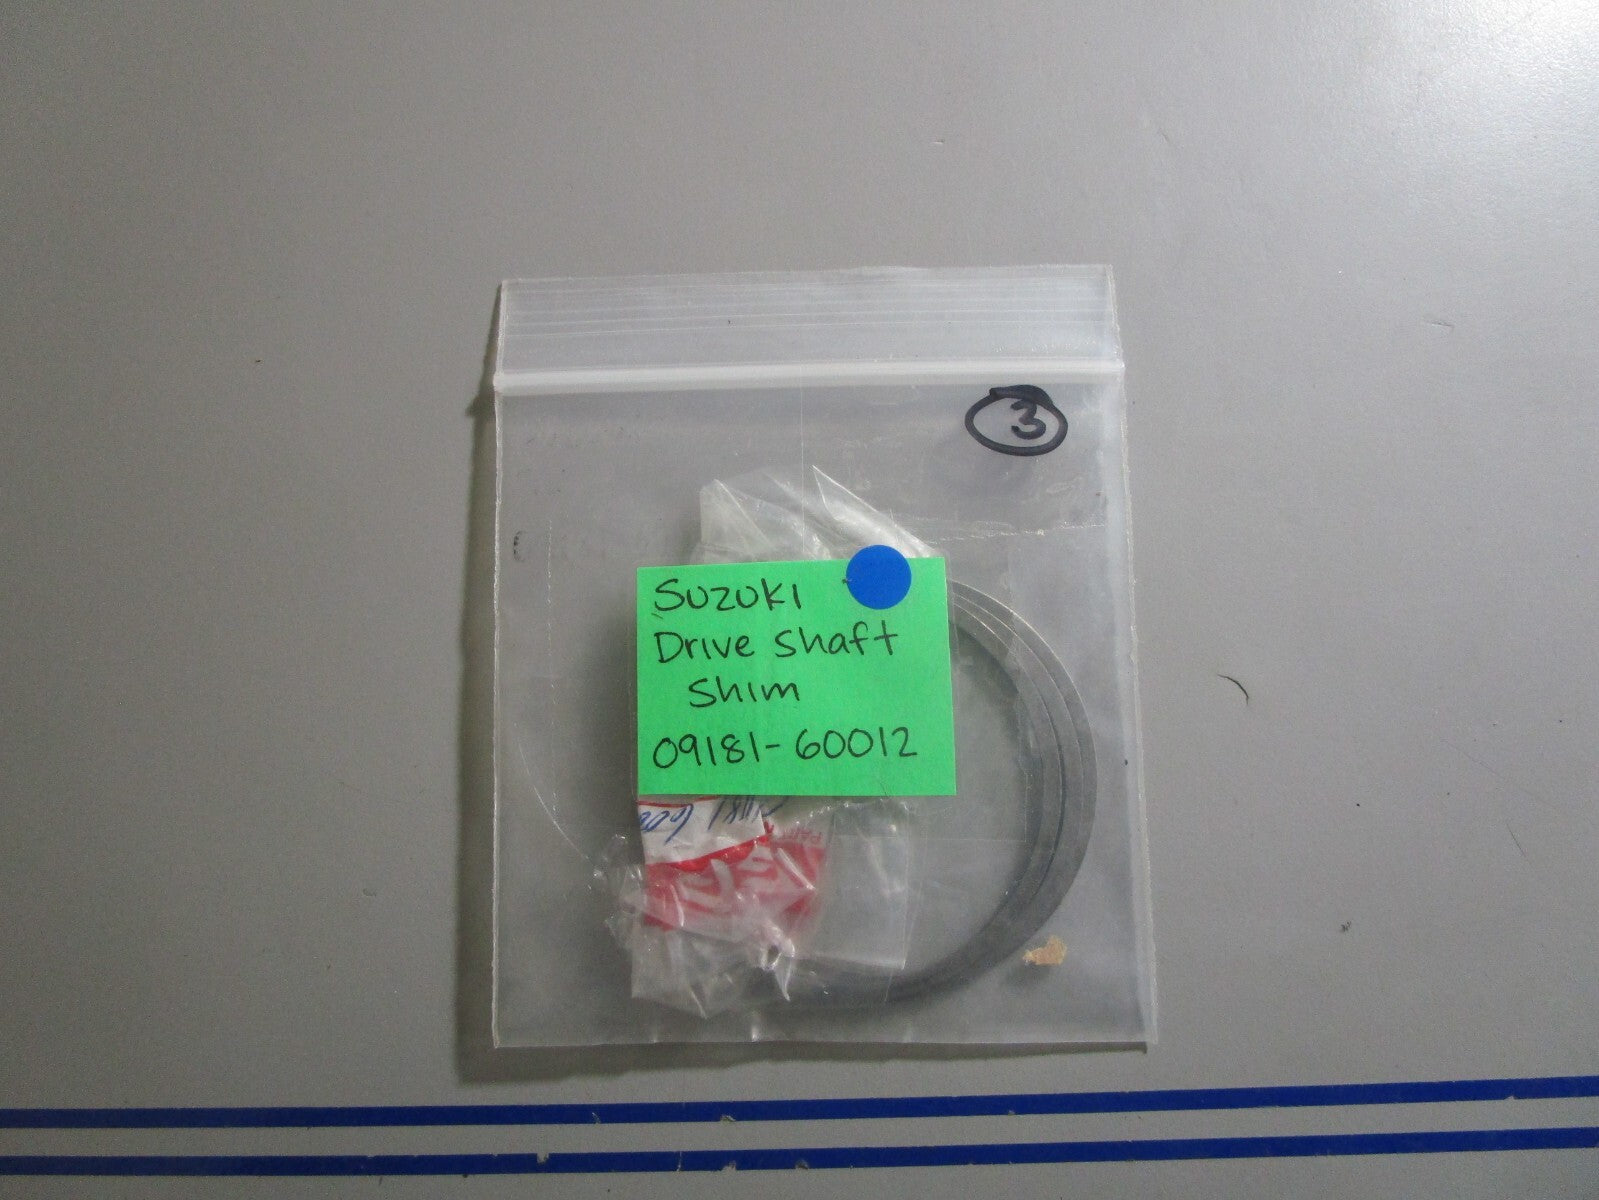 3
Suzuki
Drive Shaft
Shim
09181-60012